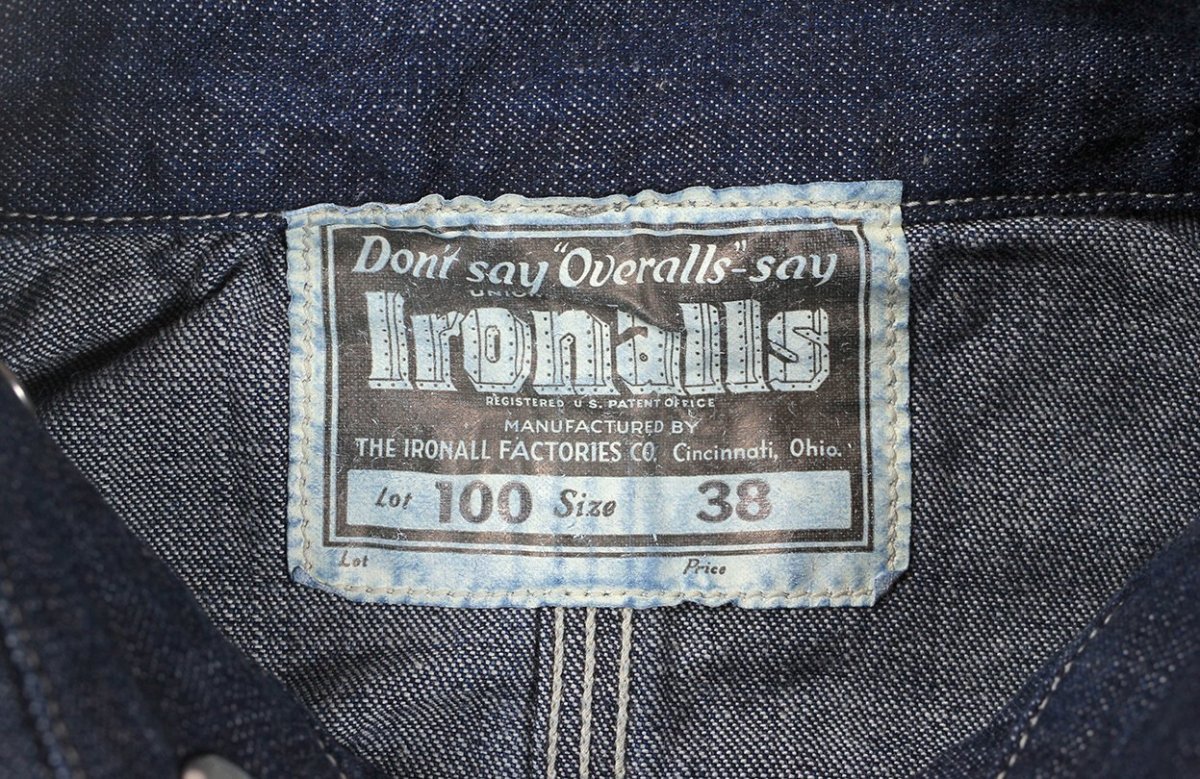 Don't say "Overalls" - say
UNION
Ironalls
REGISTERED U.S. PATENT OFFICE
MANUFACTURED BY
THE IRONALL FACTORIES CO. Cincinnati, Ohio.
Lot 100 Size 38
Lot Price